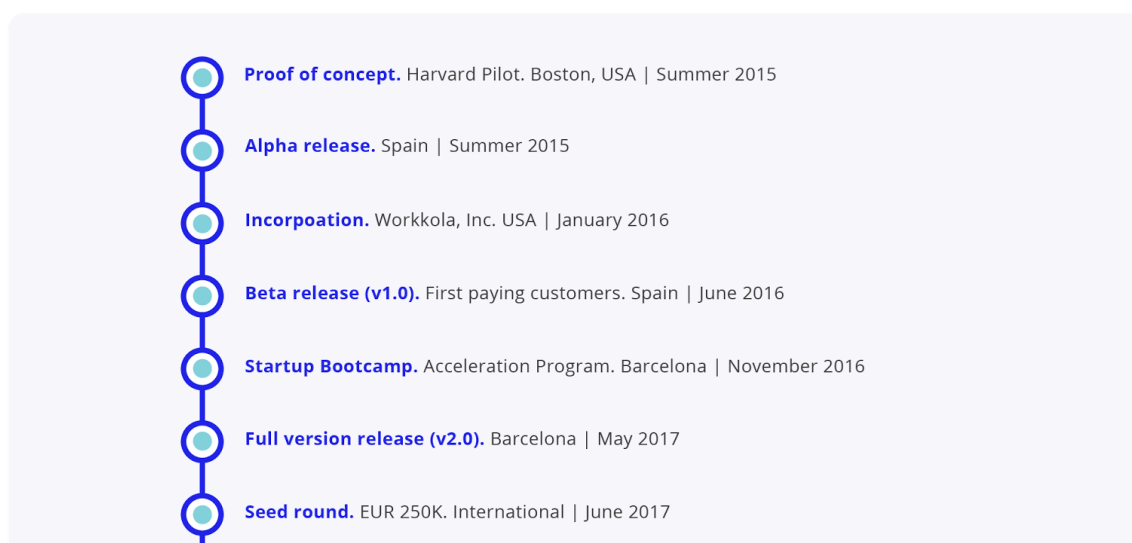 Proof of concept. Harvard Pilot. Boston, USA | Summer 2015
Alpha release. Spain | Summer 2015
Incorpoation. Workkola, Inc. USA | January 2016
Beta release (v1.0). First paying customers. Spain | June 2016
Startup Bootcamp. Acceleration Program. Barcelona | November 2016
Full version release (v2.0). Barcelona | May 2017
Seed round. EUR 250K. International | June 2017